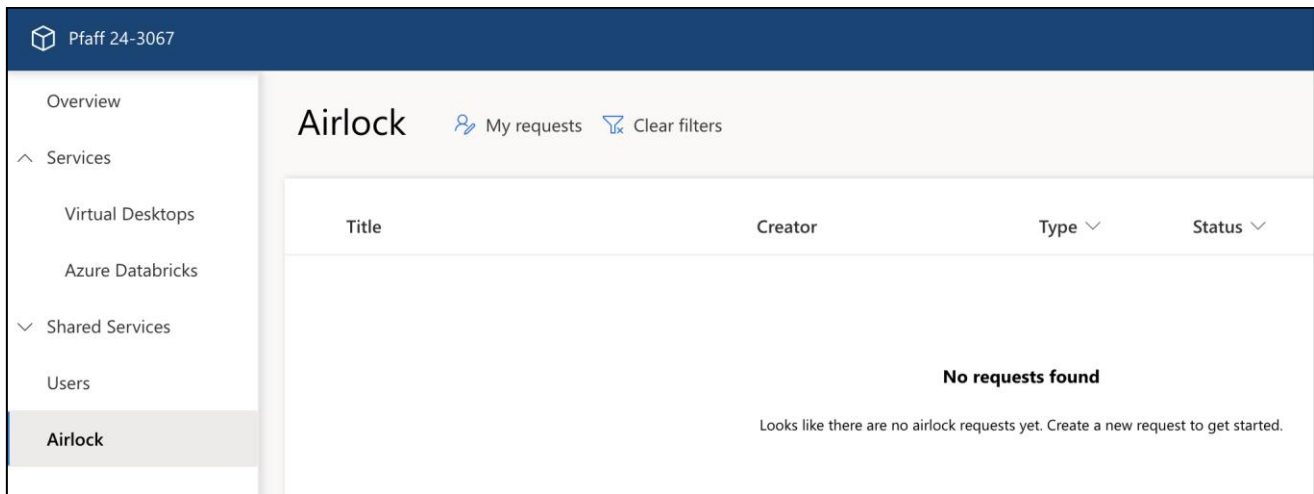 Pfaff 24-3067
Overview
Services
Virtual Desktops
Azure Databricks
Shared Services
Users
Airlock
Airlock My requests Clear filters
Title Creator Type Status
No requests found
Looks like there are no airlock requests yet. Create a new request to get started.